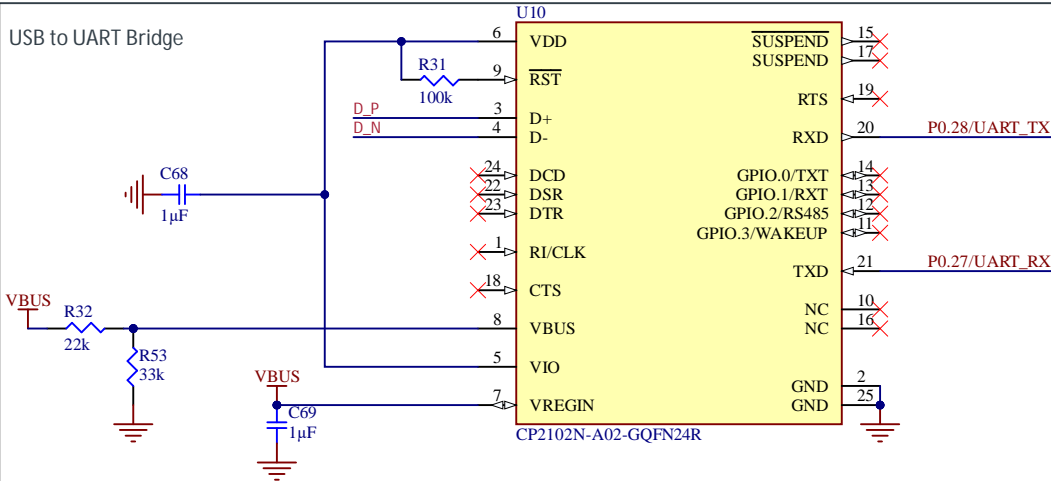 U10
USB to UART Bridge
6 VDD
SUSPEND 15
SUSPEND 17
R31
100k
9 RST
RTS 19
D_P 3 D+
D_N 4 D-
RXD 20 P0.28/UART_TX
C68
1µF
24 DCD
22 DSR
23 DTR
GPIO.0/TXT 14
GPIO.1/RXT 13
GPIO.2/RS485 12
GPIO.3/WAKEUP 11
1 RI/CLK
TXD 21 P0.27/UART_RX
18 CTS
VBUS
R32
22k
8 VBUS
NC 10
NC 16
R53
33k
5 VIO
VBUS
7 VREGIN
GND 2
GND 25
C69
1µF
CP2102N-A02-GQFN24R